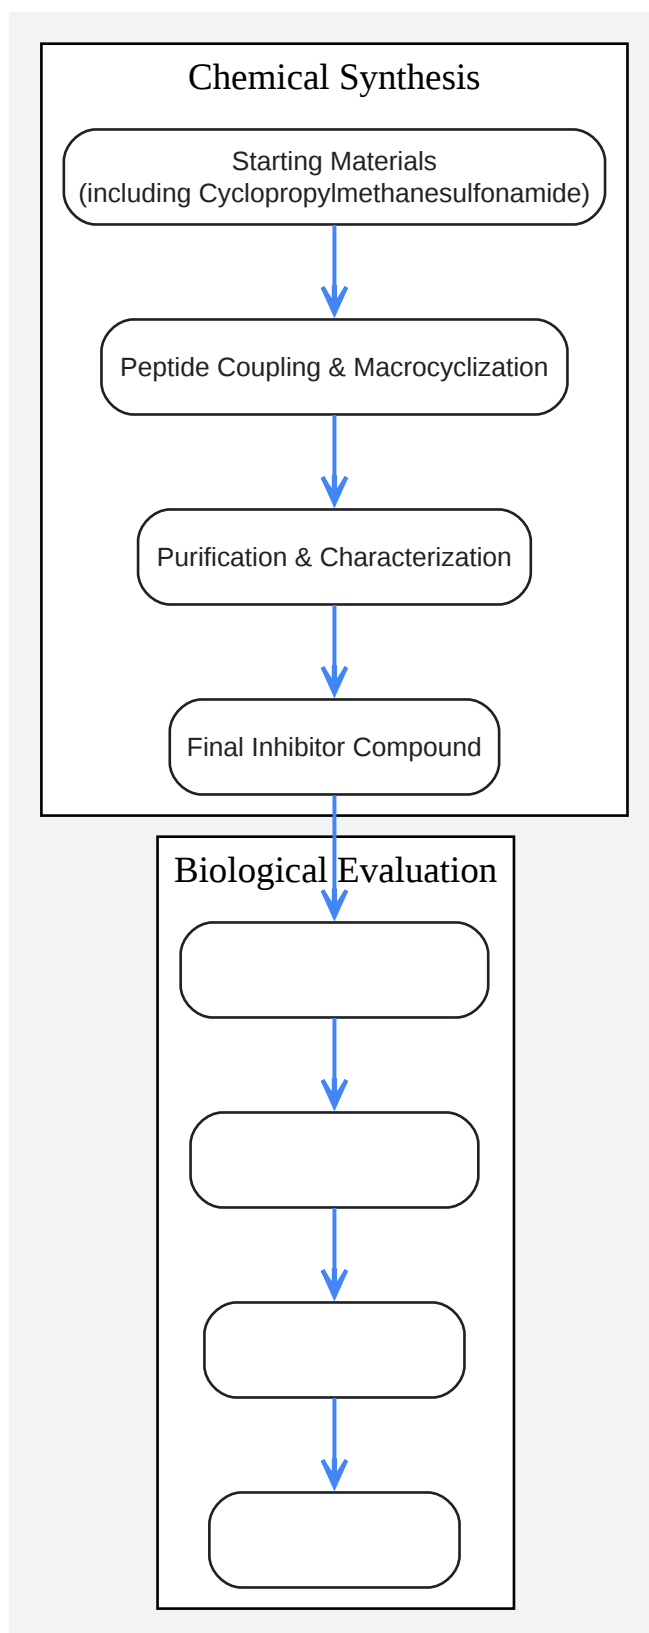 Chemical Synthesis
Starting Materials
(including Cyclopropylmethanesulfonamide)
Peptide Coupling & Macrocyclization
Purification & Characterization
Final Inhibitor Compound
Biological Evaluation